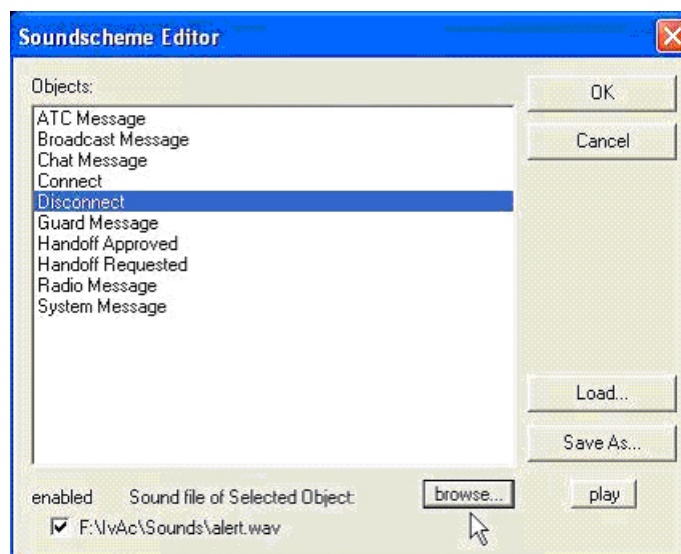 Soundscheme Editor
Objects:
ATC Message
Broadcast Message
Chat Message
Connect
Disconnect
Guard Message
Handoff Approved
Handoff Requested
Radio Message
System Message
OK
Cancel
Load...
Save As...
enabled Sound file of Selected Object: browse... play
F:\IvAc\Sounds\alert.wav